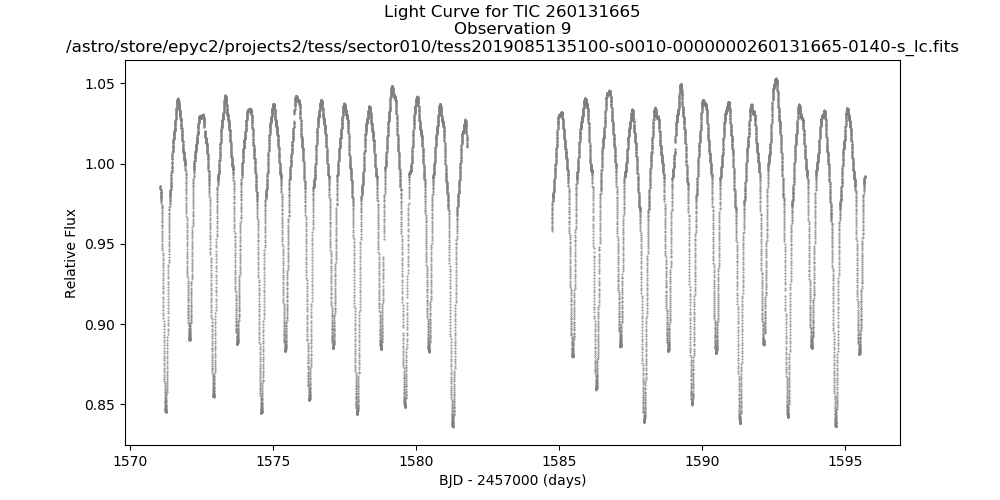 Light Curve for TIC 260131665
Observation 9
/astro/store/epyc2/projects2/tess/sector010/tess2019085135100-s0010-0000000260131665-0140-s_lc.fits
1.05
1.00
0.95
0.90
0.85
Relative Flux
1570
1575
1580
1585
1590
1595
BJD - 2457000 (days)